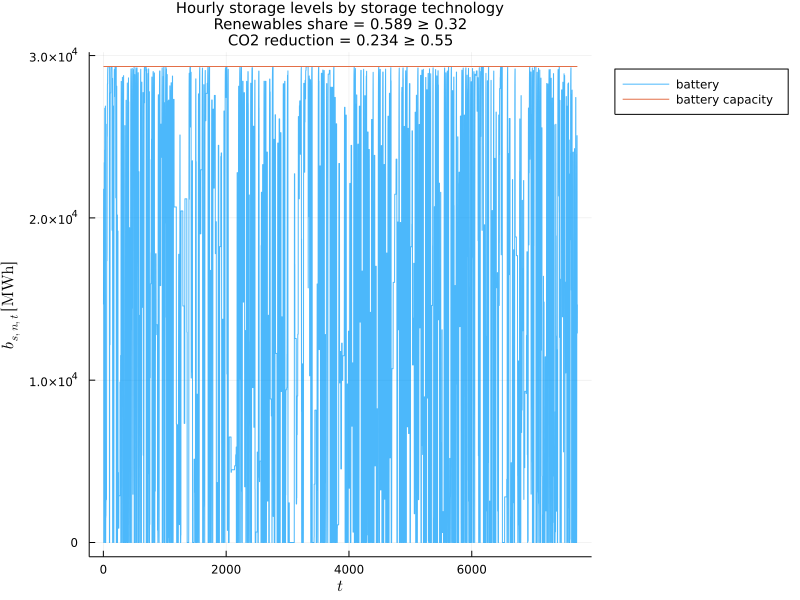 Hourly storage levels by storage technology
Renewables share = 0.589 ≥ 0.32
CO2 reduction = 0.234 ≥ 0.55
3.0×10⁴
2.0×10⁴
1.0×10⁴
0
b_{s,n,t} [MWh]
0 2000 4000 6000
t
battery
battery capacity